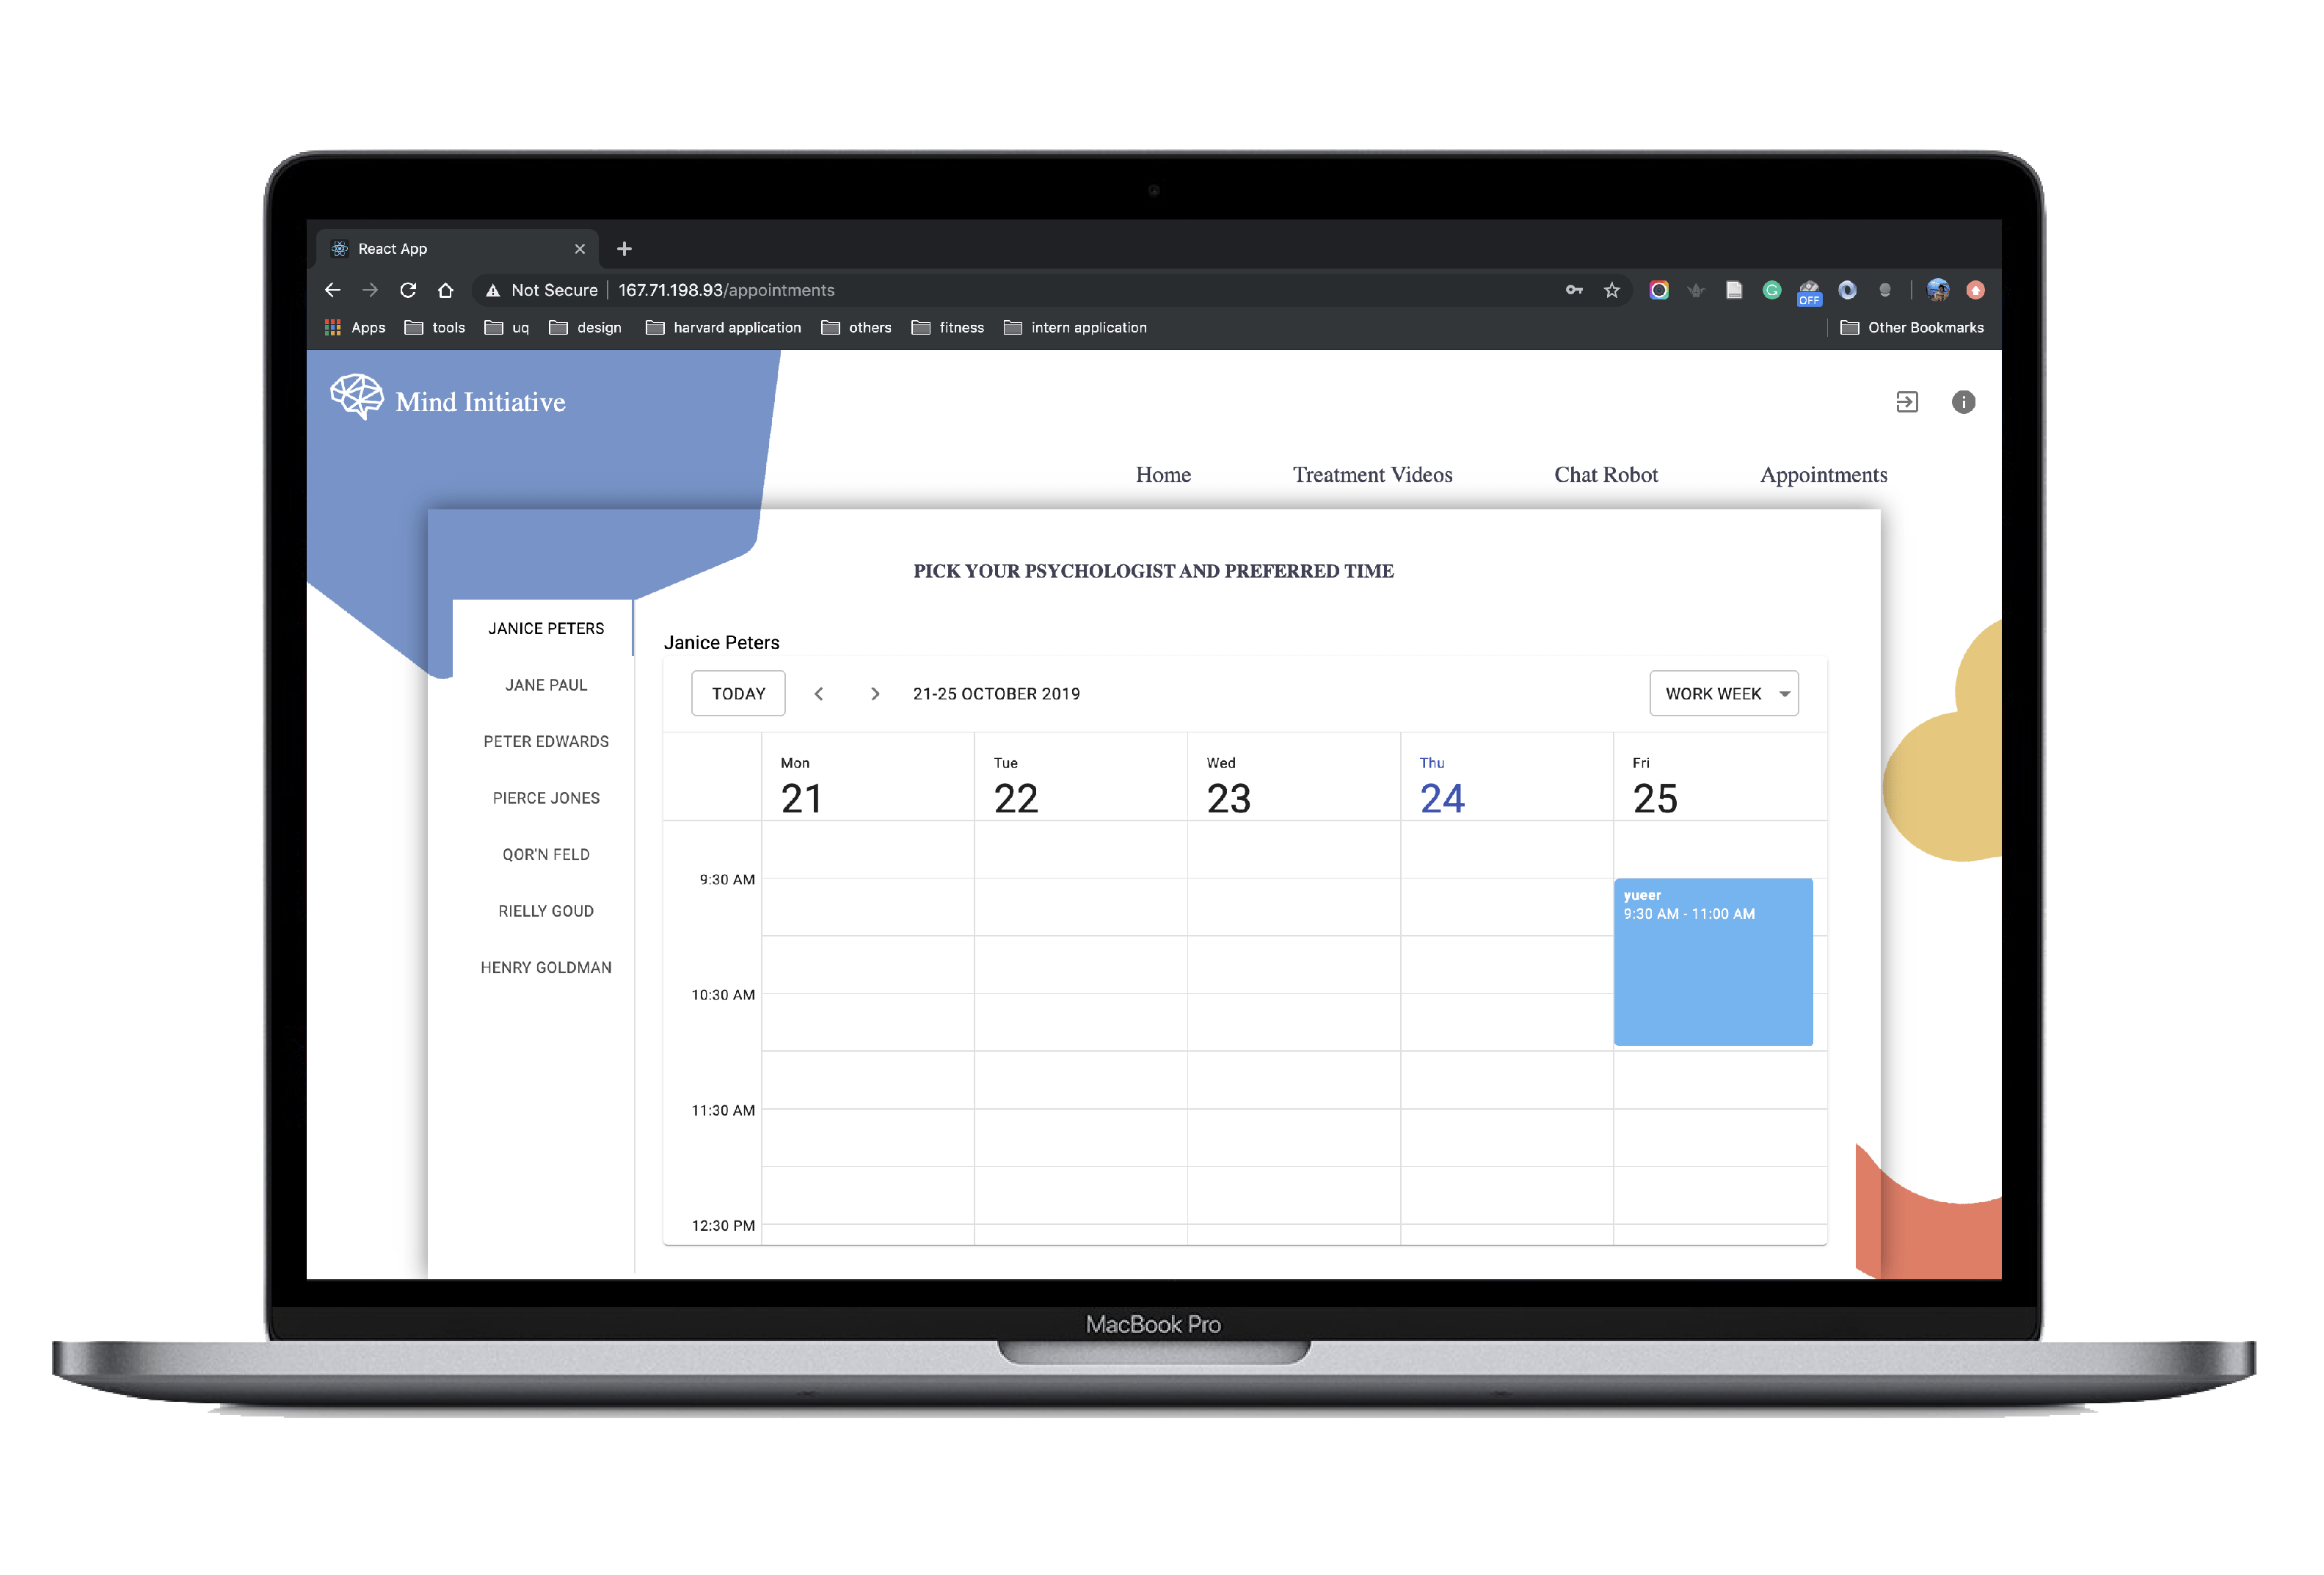 React App
Not Secure 167.71.198.93/appointments
OFF
Apps tools uq design harvard application others fitness intern application Other Bookmarks
Mind Initiative
Home Treatment Videos Chat Robot Appointments
PICK YOUR PSYCHOLOGIST AND PREFERRED TIME
JANICE PETERS
JANE PAUL
PETER EDWARDS
PIERCE JONES
QOR'N FELD
RIELLY GOUD
HENRY GOLDMAN
Janice Peters
TODAY 21-25 OCTOBER 2019 WORK WEEK
Mon Tue Wed Thu Fri
21 22 23 24 25
9:30 AM
yueer
9:30 AM - 11:00 AM
10:30 AM
11:30 AM
12:30 PM
MacBook Pro